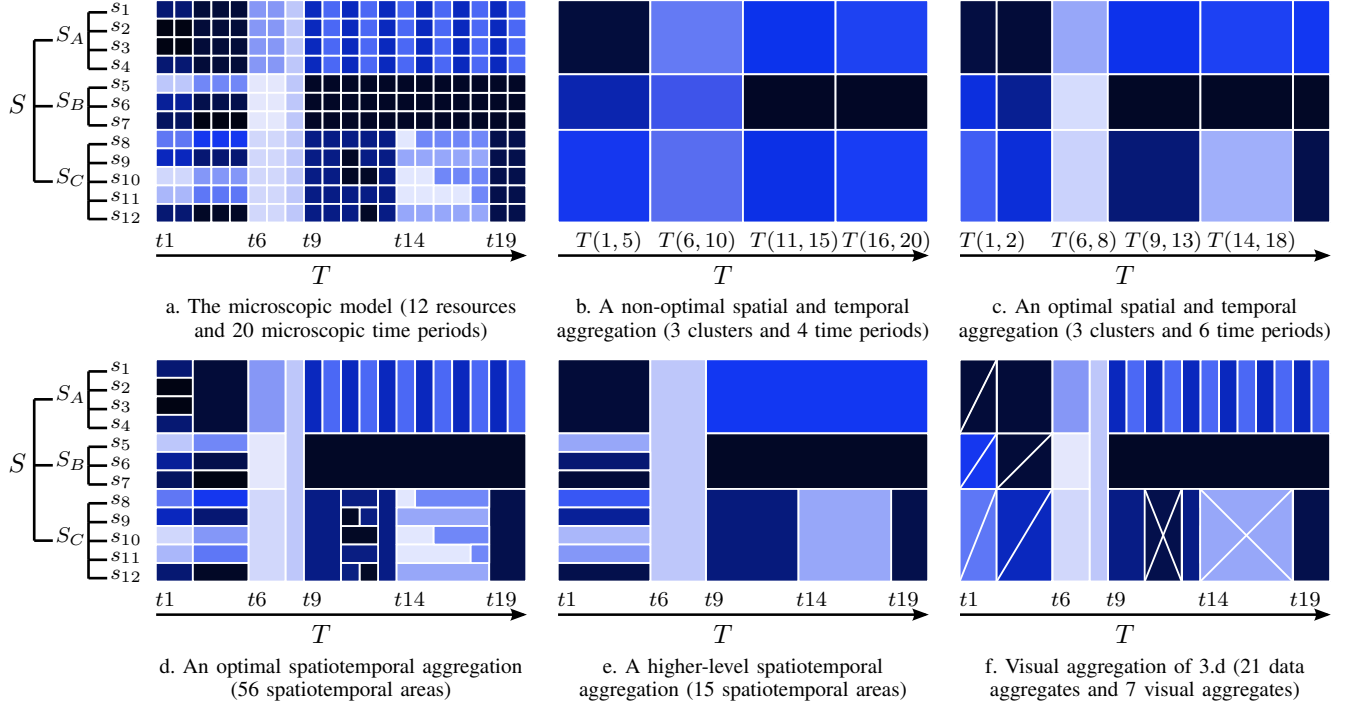 S
S_A
S_B
S_C
s1
s2
s3
s4
s5
s6
s7
s8
s9
s10
s11
s12
t1 t6 t9 t14 t19
T
a. The microscopic model (12 resources
and 20 microscopic time periods)
T(1, 5) T(6, 10) T(11, 15) T(16, 20)
T
b. A non-optimal spatial and temporal
aggregation (3 clusters and 4 time periods)
T(1, 2) T(6, 8) T(9, 13) T(14, 18)
T
c. An optimal spatial and temporal
aggregation (3 clusters and 6 time periods)
S
S_A
S_B
S_C
s1
s2
s3
s4
s5
s6
s7
s8
s9
s10
s11
s12
t1 t6 t9 t14 t19
T
d. An optimal spatiotemporal aggregation
(56 spatiotemporal areas)
t1 t6 t9 t14 t19
T
e. A higher-level spatiotemporal
aggregation (15 spatiotemporal areas)
t1 t6 t9 t14 t19
T
f. Visual aggregation of 3.d (21 data
aggregates and 7 visual aggregates)